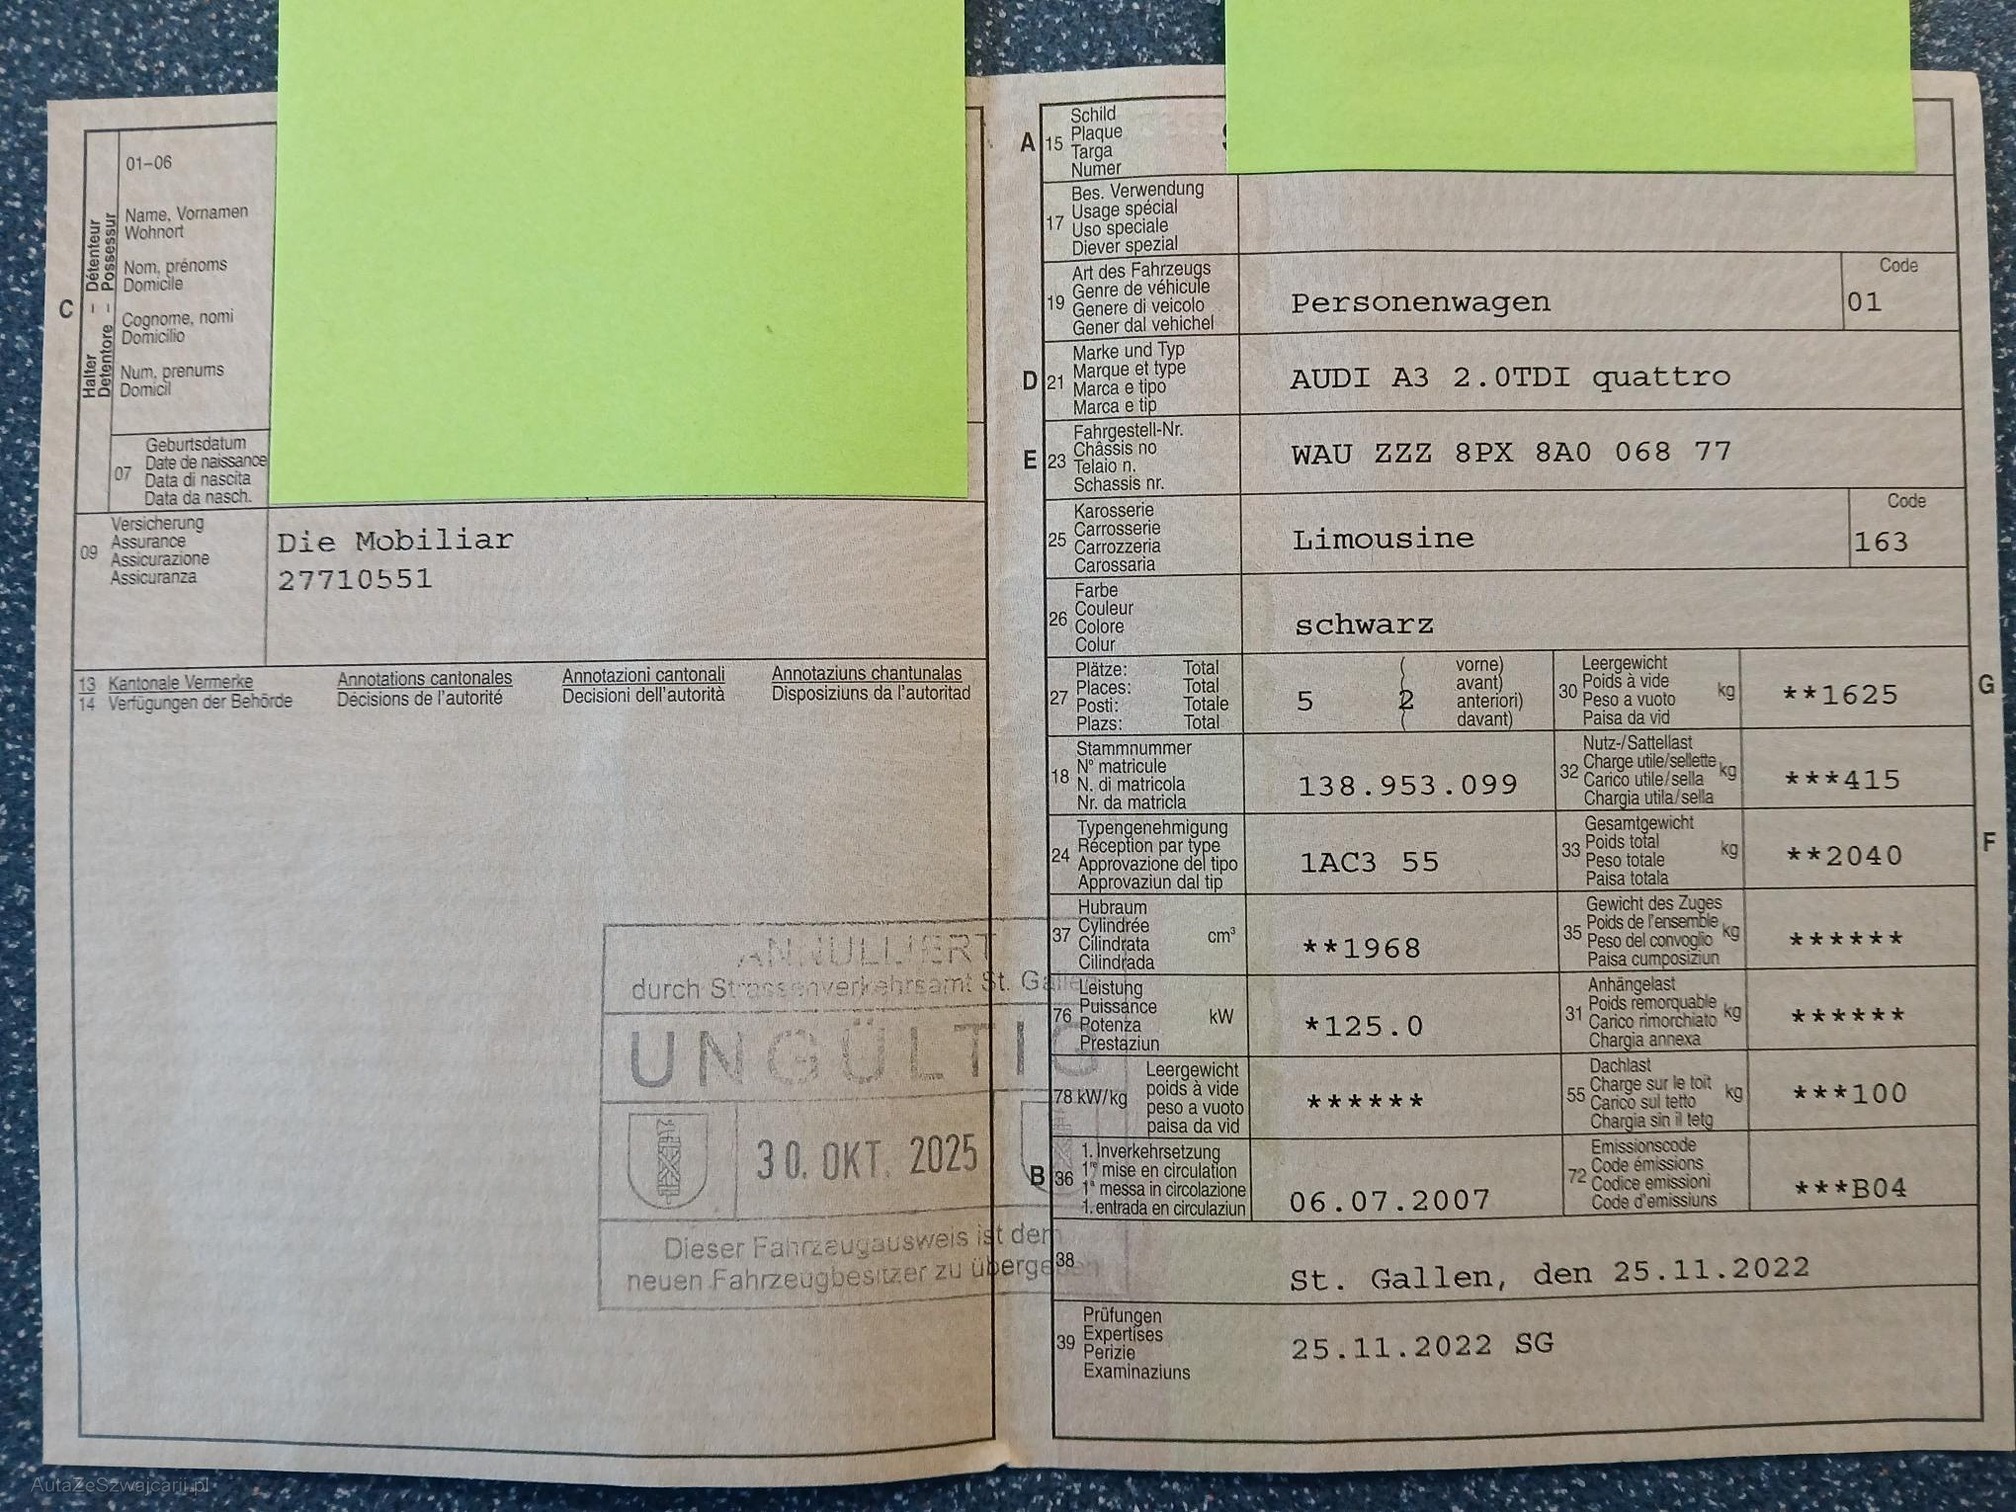 C
Halter – Détenteur
Detentore – Possessur
01–06
Name, Vornamen
Wohnort
Nom, prénoms
Domicile
Cognome, nomi
Domicilio
Num, prenums
Domicil
07
Geburtsdatum
Date de naissance
Data di nascita
Data da nasch.
09
Versicherung
Assurance
Assicurazione
Assicuranza
Die Mobiliar
27710551
13 Kantonale Vermerke Annotations cantonales Annotazioni cantonali Annotaziuns chantunalas
14 Verfügungen der Behörde Décisions de l'autorité Decisioni dell'autorità Disposiziuns da l'autoritad
ANNULLIERT
durch Strassenverkehrsamt St. Gallen
UNGÜLTIG
30. OKT. 2025
Dieser Fahrzeugausweis ist dem
neuen Fahrzeugbesitzer zu übergeben
A 15
Schild
Plaque
Targa
Numer
17
Bes. Verwendung
Usage spécial
Uso speciale
Diever spezial
19
Art des Fahrzeugs
Genre de véhicule
Genere di veicolo
Gener dal vehichel
Personenwagen
Code
01
D 21
Marke und Typ
Marque et type
Marca e tipo
Marca e tip
AUDI A3 2.0TDI quattro
E 23
Fahrgestell-Nr.
Châssis no
Telaio n.
Schassis nr.
WAU ZZZ 8PX 8A0 068 77
25
Karosserie
Carrosserie
Carrozzeria
Carossaria
Limousine
Code
163
26
Farbe
Couleur
Colore
Colur
schwarz
27
Plätze: Total
Places: Total
Posti: Totale
Plazs: Total
5 2
( vorne)
avant)
anteriori)
( davant)
30
Leergewicht
Poids à vide
Peso a vuoto
Paisa da vid
kg
**1625
G
18
Stammnummer
N° matricule
N. di matricola
Nr. da matricla
138.953.099
32
Nutz-/Sattellast
Charge utile/sellette
Carico utile/sella
Chargia utila/sella
kg
***415
24
Typengenehmigung
Réception par type
Approvazione del tipo
Approvaziun dal tip
1AC3 55
33
Gesamtgewicht
Poids total
Peso totale
Paisa totala
kg
**2040
F
37
Hubraum
Cylindrée
Cilindrata
Cilindrada
cm³
**1968
35
Gewicht des Zuges
Poids de l'ensemble
Peso del convoglio
Paisa cumposiziun
kg
******
76
Leistung
Puissance
Potenza
Prestaziun
kW
*125.0
31
Anhängelast
Poids remorquable
Carico rimorchiato
Chargia annexa
kg
******
78 kW/kg
Leergewicht
poids à vide
peso a vuoto
paisa da vid
******
55
Dachlast
Charge sur le toit
Carico sul tetto
Chargia sin il tetg
kg
***100
B 36
1. Inverkehrsetzung
1re mise en circulation
1a messa in circolazione
1. entrada en circulaziun
06.07.2007
72
Emissionscode
Code émissions
Codice emissioni
Code d'emissiuns
***B04
38
St. Gallen, den 25.11.2022
39
Prüfungen
Expertises
Perizie
Examinaziuns
25.11.2022 SG
AutaZeSzwajcarii.pl